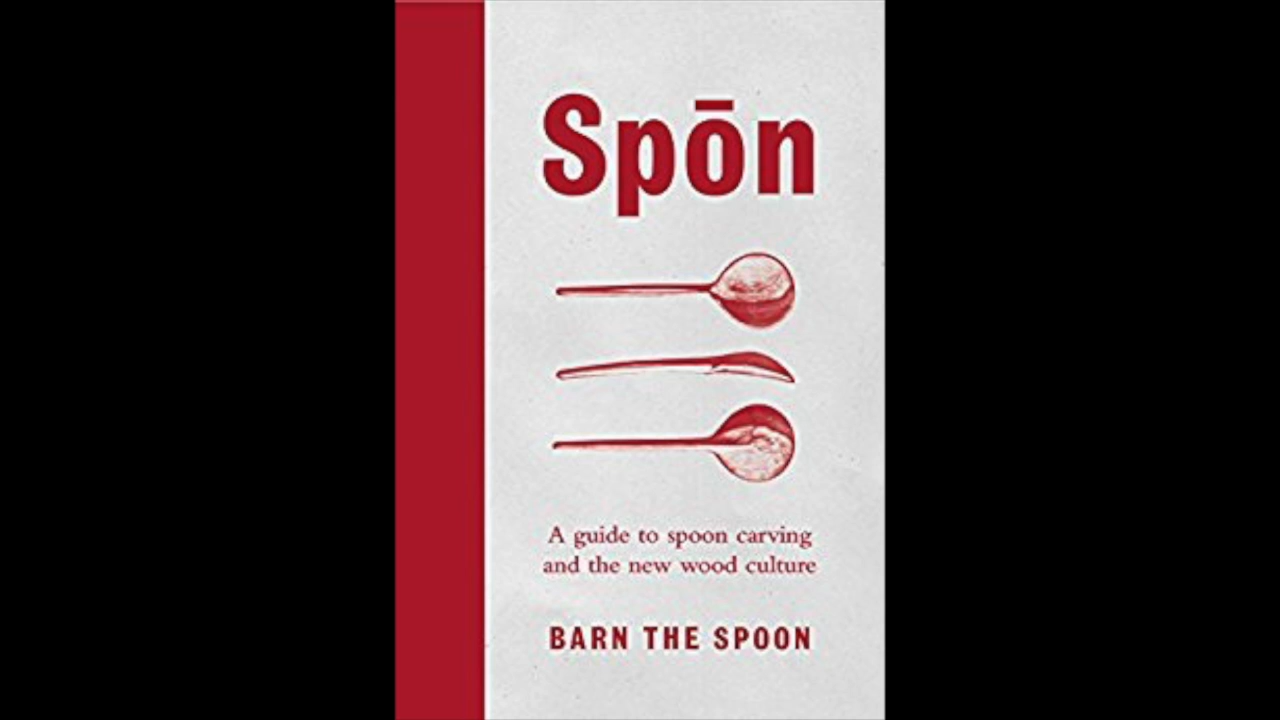 Spōn
A guide to spoon carving
and the new wood culture
BARN THE SPOON